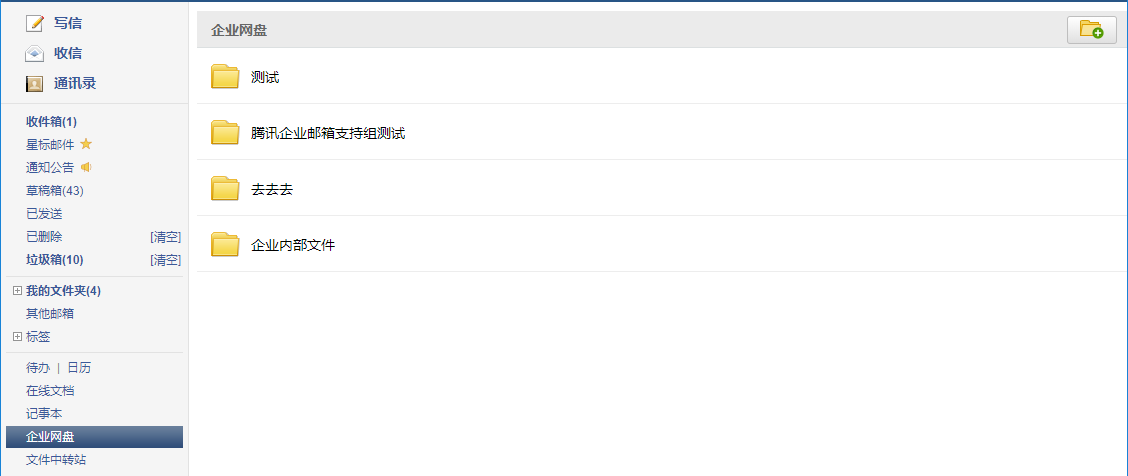 写信
收信
通讯录
收件箱(1)
星标邮件
通知公告
草稿箱(43)
已发送
已删除 [清空]
垃圾箱(10) [清空]
我的文件夹(4)
其他邮箱
标签
待办 | 日历
在线文档
记事本
企业网盘
文件中转站
企业网盘
测试
腾讯企业邮箱支持组测试
去去去
企业内部文件